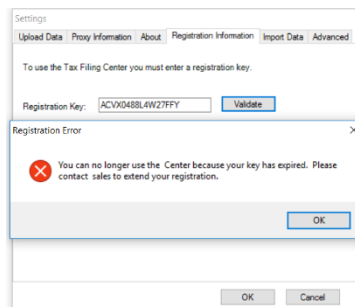 Settings
Upload Data Proxy Information About Registration Information Import Data Advanced
To use the Tax Filing Center you must enter a registration key.
Registration Key: ACVX0488L4W27FFY Validate
Registration Error
You can no longer use the Center because your key has expired. Please
contact sales to extend your registration.
OK
OK Cancel